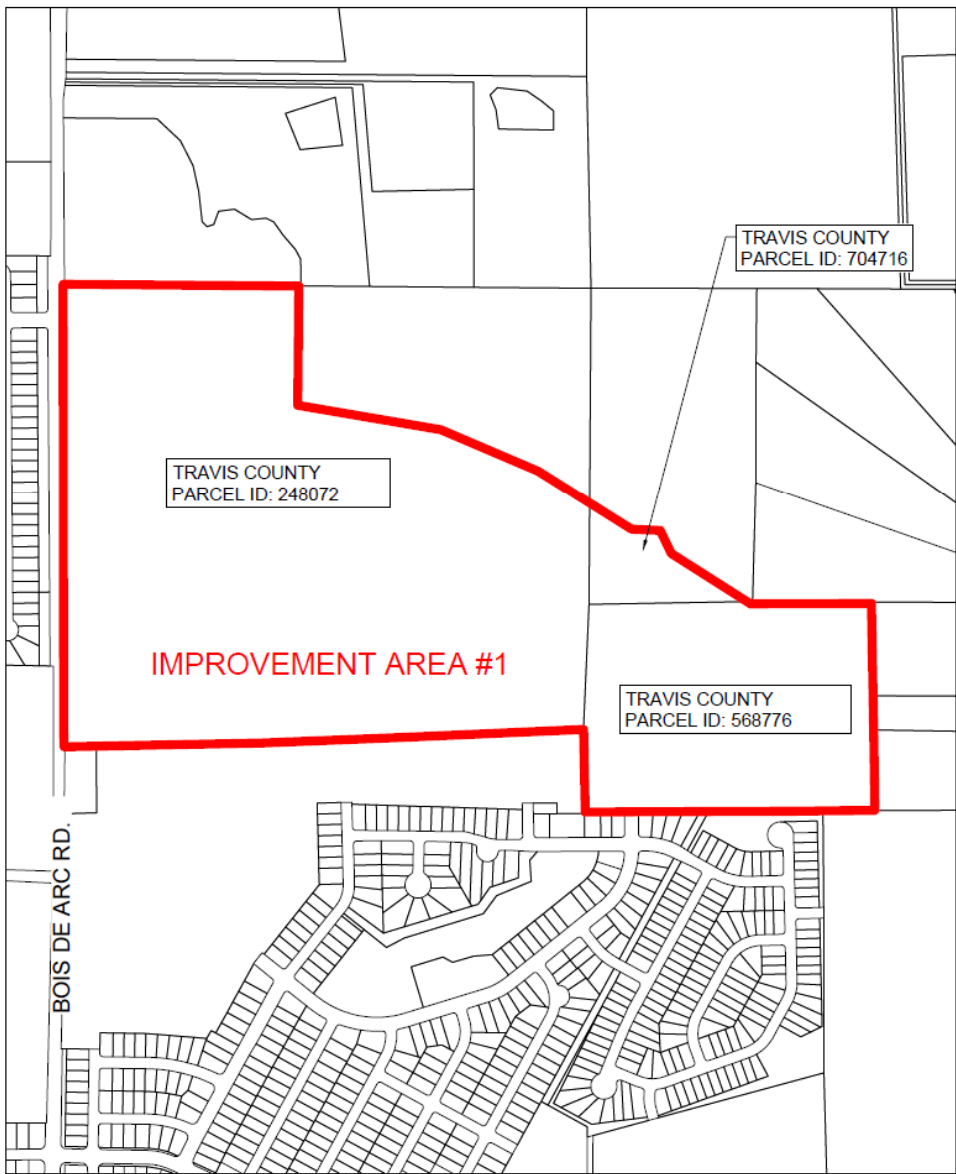 TRAVIS COUNTY
PARCEL ID: 704716
TRAVIS COUNTY
PARCEL ID: 248072
IMPROVEMENT AREA #1
TRAVIS COUNTY
PARCEL ID: 568776
BOIS DE ARC RD.